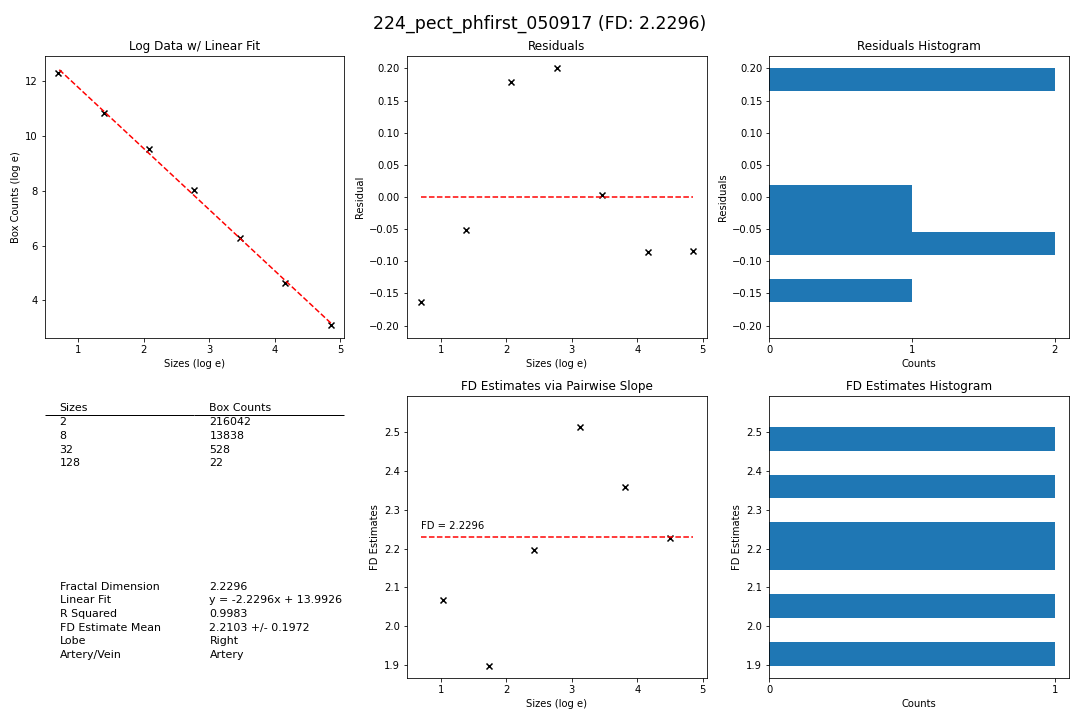 224_pect_phfirst_050917 (FD: 2.2296)
Log Data w/ Linear Fit
Box Counts (log e)
12
10
8
6
4
1 2 3 4 5
Sizes (log e)
Residuals
Residual
0.20
0.15
0.10
0.05
0.00
−0.05
−0.10
−0.15
−0.20
1 2 3 4 5
Sizes (log e)
Residuals Histogram
Residuals
0.20
0.15
0.10
0.05
0.00
−0.05
−0.10
−0.15
−0.20
0 1 2
Counts
Sizes Box Counts
2 216042
8 13838
32 528
128 22
Fractal Dimension 2.2296
Linear Fit y = -2.2296x + 13.9926
R Squared 0.9983
FD Estimate Mean 2.2103 +/- 0.1972
Lobe Right
Artery/Vein Artery
FD Estimates via Pairwise Slope
FD Estimates
2.5
2.4
2.3
2.2
2.1
2.0
1.9
FD = 2.2296
1 2 3 4 5
Sizes (log e)
FD Estimates Histogram
FD Estimates
2.5
2.4
2.3
2.2
2.1
2.0
1.9
0 1
Counts